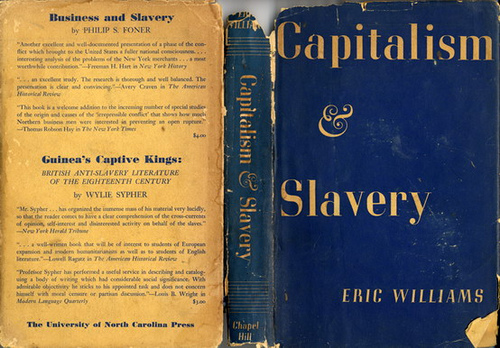 Business and Slavery
by PHILIP S. FONER
"Another excellent and well-documented presentation of a phase of the con-
flict which brought to the United States a fuller national consciousness. . . .
interesting analysis of the problems of the New York merchants . . . a most
worthwhile contribution."—Freeman H. Hart in New York History
". . . an excellent study. The research is thorough and well balanced. The
presentation is clear and convincing."—Avery Craven in The American
Historical Review
"This book is a welcome addition to the increasing number of special studies
of the origins and causes of the 'irrepressible conflict' that shows how much
Northern business men were interested in preventing an open rupture."
—Thomas Robson Hay in The New York Times
$4.00
Guinea's Captive Kings:
BRITISH ANTI-SLAVERY LITERATURE
OF THE EIGHTEENTH CENTURY
by WYLIE SYPHER
"Mr. Sypher . . . has organized the immense mass of his material very lucidly,
so that the reader comes to have a clear comprehension of the cross-currents
of opinion, self-interest and disinterested activity on behalf of the slaves."
—New York Herald Tribune
". . . a well-written book that will be of interest to students of European
expansion and modern humanitarianism as well as to students of English
literature."—Lowell Ragatz in The American Historical Review
"Professor Sypher has performed a useful service in describing and catalog-
ing a body of writing which had considerable social significance. With
admirable objectivity he sticks to his appointed task and does not concern
himself with moral censure or partisan discussion."—Louis B. Wright in
Modern Language Quarterly
$3.00
The University of North Carolina Press
ERIC
WILLIAMS
Capitalism & Slavery
Chapel
Hill
Capitalism
&
Slavery
ERIC WILLIAMS